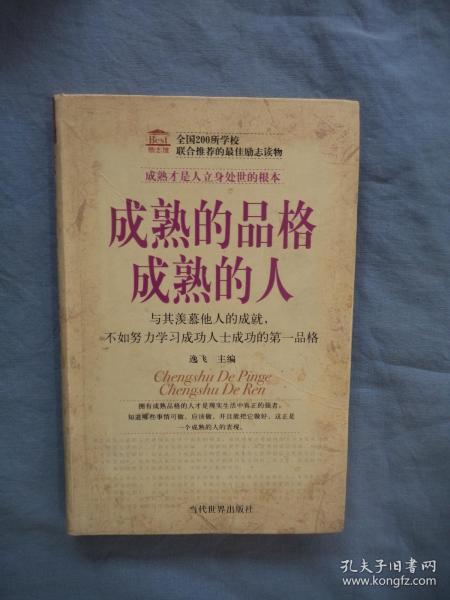 Best
励志馆
全国200所学校
联合推荐的最佳励志读物
成熟才是人立身处世的根本
成熟的品格
成熟的人
与其羡慕他人的成就,
不如努力学习成功人士成功的第一品格
逸飞 主编
Chengshu De Pinge
Chengshu De Ren
拥有成熟品格的人才是现实生活中真正的强者。
知道哪些事情可做、应该做,并且能把它做好,这正是
一个成熟的人的表现。
当代世界出版社
孔夫子旧书网
www.kongfz.com